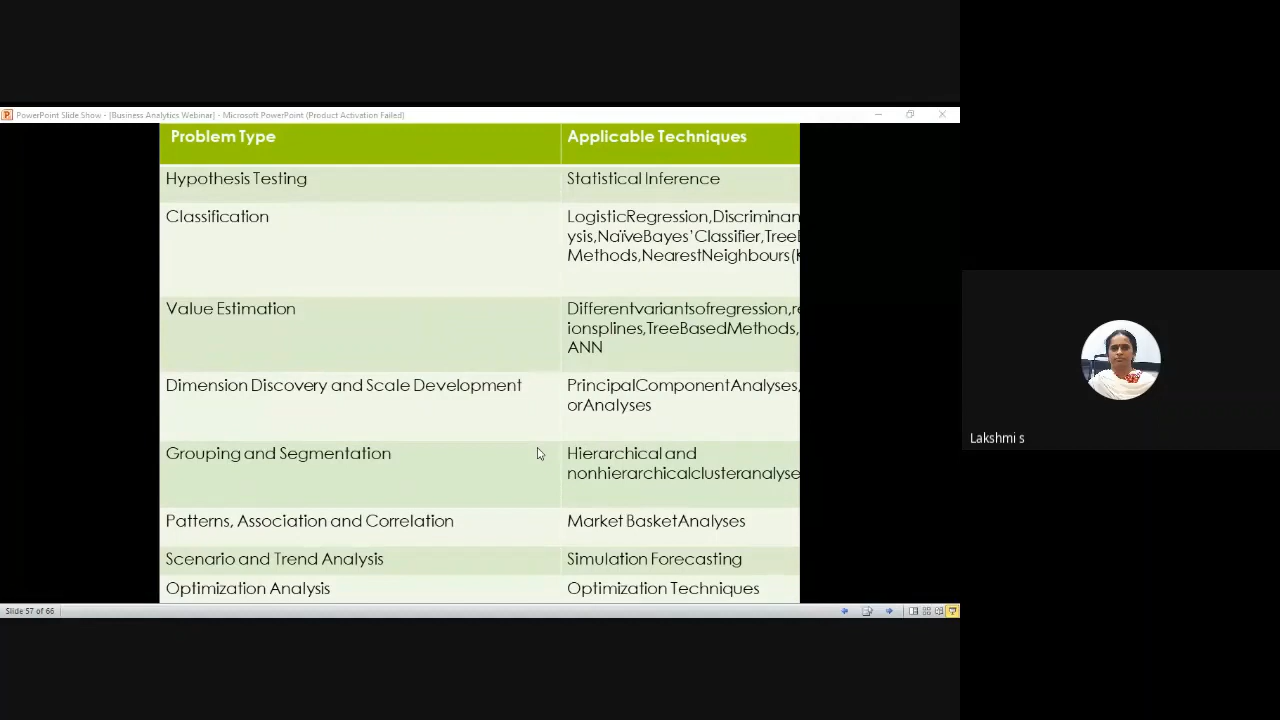 PowerPoint Slide Show - [Business Analytics Webinar] - Microsoft PowerPoint (Product Activation Failed)
Problem Type
Applicable Techniques
Hypothesis Testing
Statistical Inference
Classification
LogisticRegression,Discriminan
ysis,NaïveBayes'Classifier,Tree
Methods,NearestNeighbours(
Value Estimation
Differentvariantsofregression,re
ionsplines,TreeBasedMethods,
ANN
Dimension Discovery and Scale Development
PrincipalComponentAnalyses,
orAnalyses
Grouping and Segmentation
Hierarchical and
nonhierarchicalclusteranalyse
Patterns, Association and Correlation
Market BasketAnalyses
Scenario and Trend Analysis
Simulation Forecasting
Optimization Analysis
Optimization Techniques
Slide 57 of 66
Lakshmi s